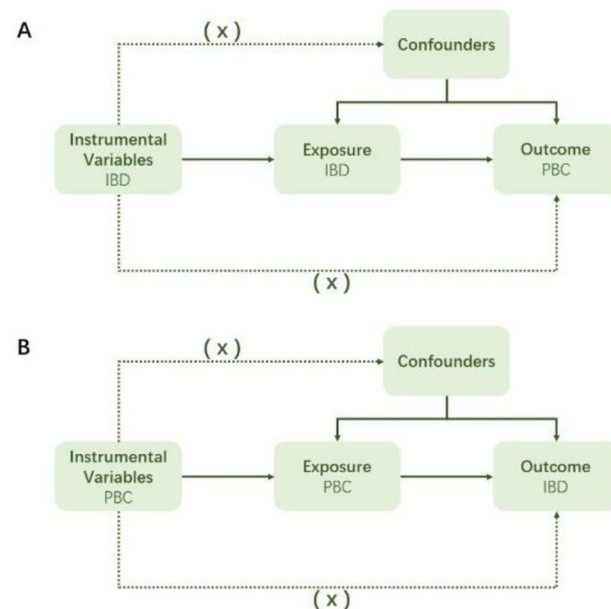 A
( x )
Confounders
Instrumental
Variables
IBD
Exposure
IBD
Outcome
PBC
( x )
B
( x )
Confounders
Instrumental
Variables
PBC
Exposure
PBC
Outcome
IBD
( x )